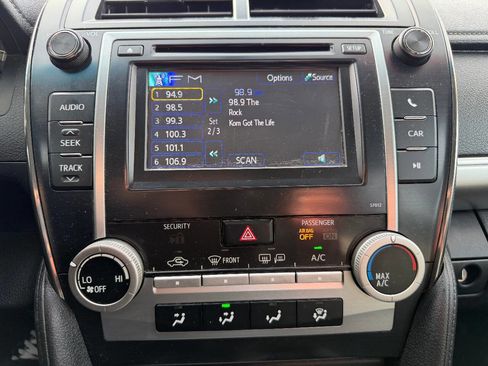 VOL
SETUP
FM
Options
Source
AUDIO
SEEK
TRACK
1 94.9
2 98.5
3 99.3
4 100.3
5 101.1
6 106.9
Set
2/3
98.9
98.9 The
Rock
Korn Got The Life
SCAN
CAR
SECURITY
PASSENGER
AIR BAG
OFF
ON
LO
HI
OFF
FRONT
A/C
MAX
A/C